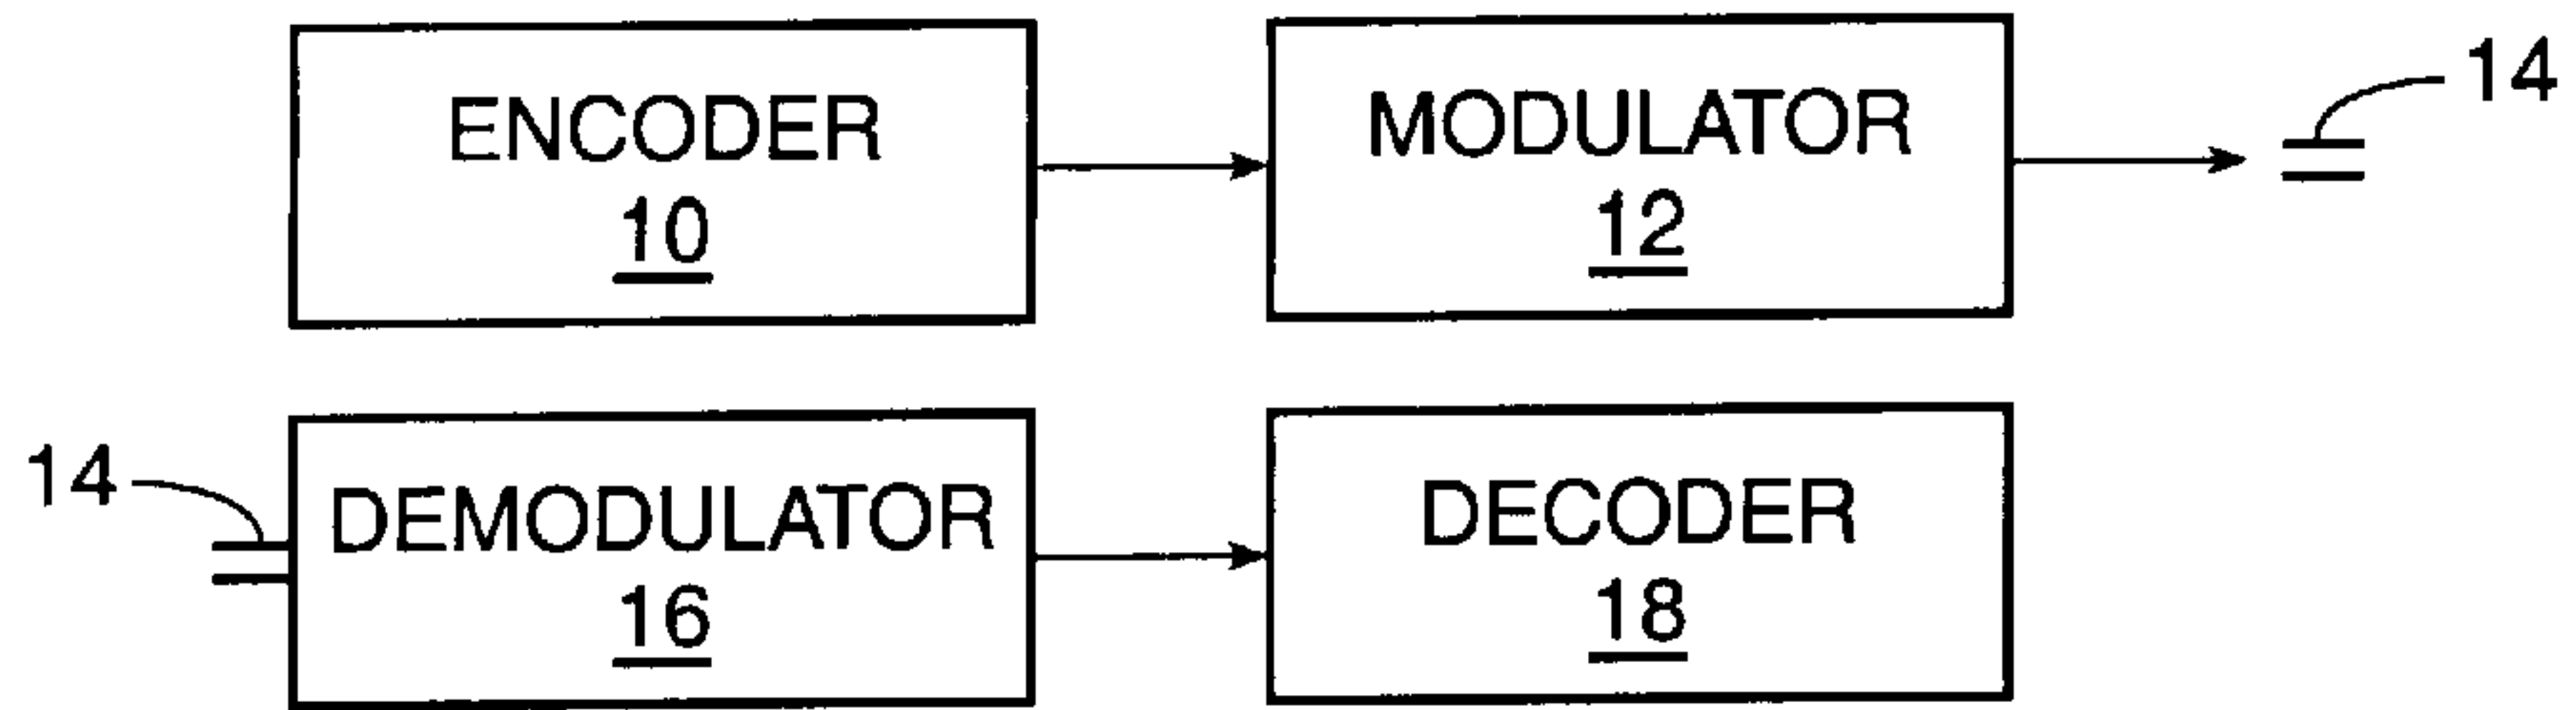 ENCODER
10
MODULATOR
12
14
14
DEMODULATOR
16
DECODER
18